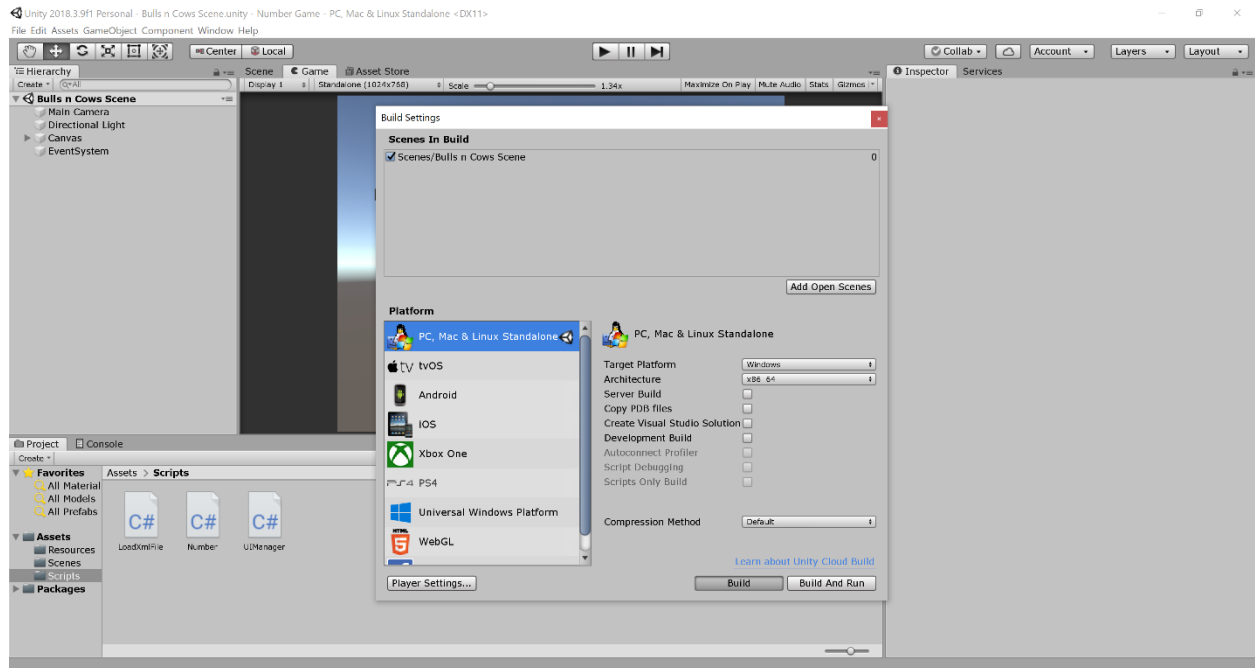 Unity 2018.3.9f1 Personal - Bulls n Cows Scene.unity - Number Game - PC, Mac & Linux Standalone <DX11>
File Edit Assets GameObject Component Window Help
Center Local Collab Account Layers Layout
Hierarchy Scene Game Asset Store Inspector Services
Create All Display 1 Standalone (1024x768) Scale 1.34x Maximize On Play Mute Audio Stats Gizmos
Bulls n Cows Scene
Main Camera
Directional Light
Canvas
EventSystem
Build Settings
Scenes In Build
Scenes/Bulls n Cows Scene 0
Add Open Scenes
Platform
PC, Mac & Linux Standalone
tvOS
Android
iOS
Xbox One
PS4
Universal Windows Platform
HTML
WebGL
PC, Mac & Linux Standalone
Target Platform Windows
Architecture x86_64
Server Build
Copy PDB files
Create Visual Studio Solution
Development Build
Autoconnect Profiler
Script Debugging
Scripts Only Build
Compression Method Default
Learn about Unity Cloud Build
Player Settings... Build Build And Run
Project Console
Create
Favorites
All Material
All Models
All Prefabs
Assets
Resources
Scenes
Scripts
Packages
Assets > Scripts
C# C# C#
LoadXmlFile Number UIManager